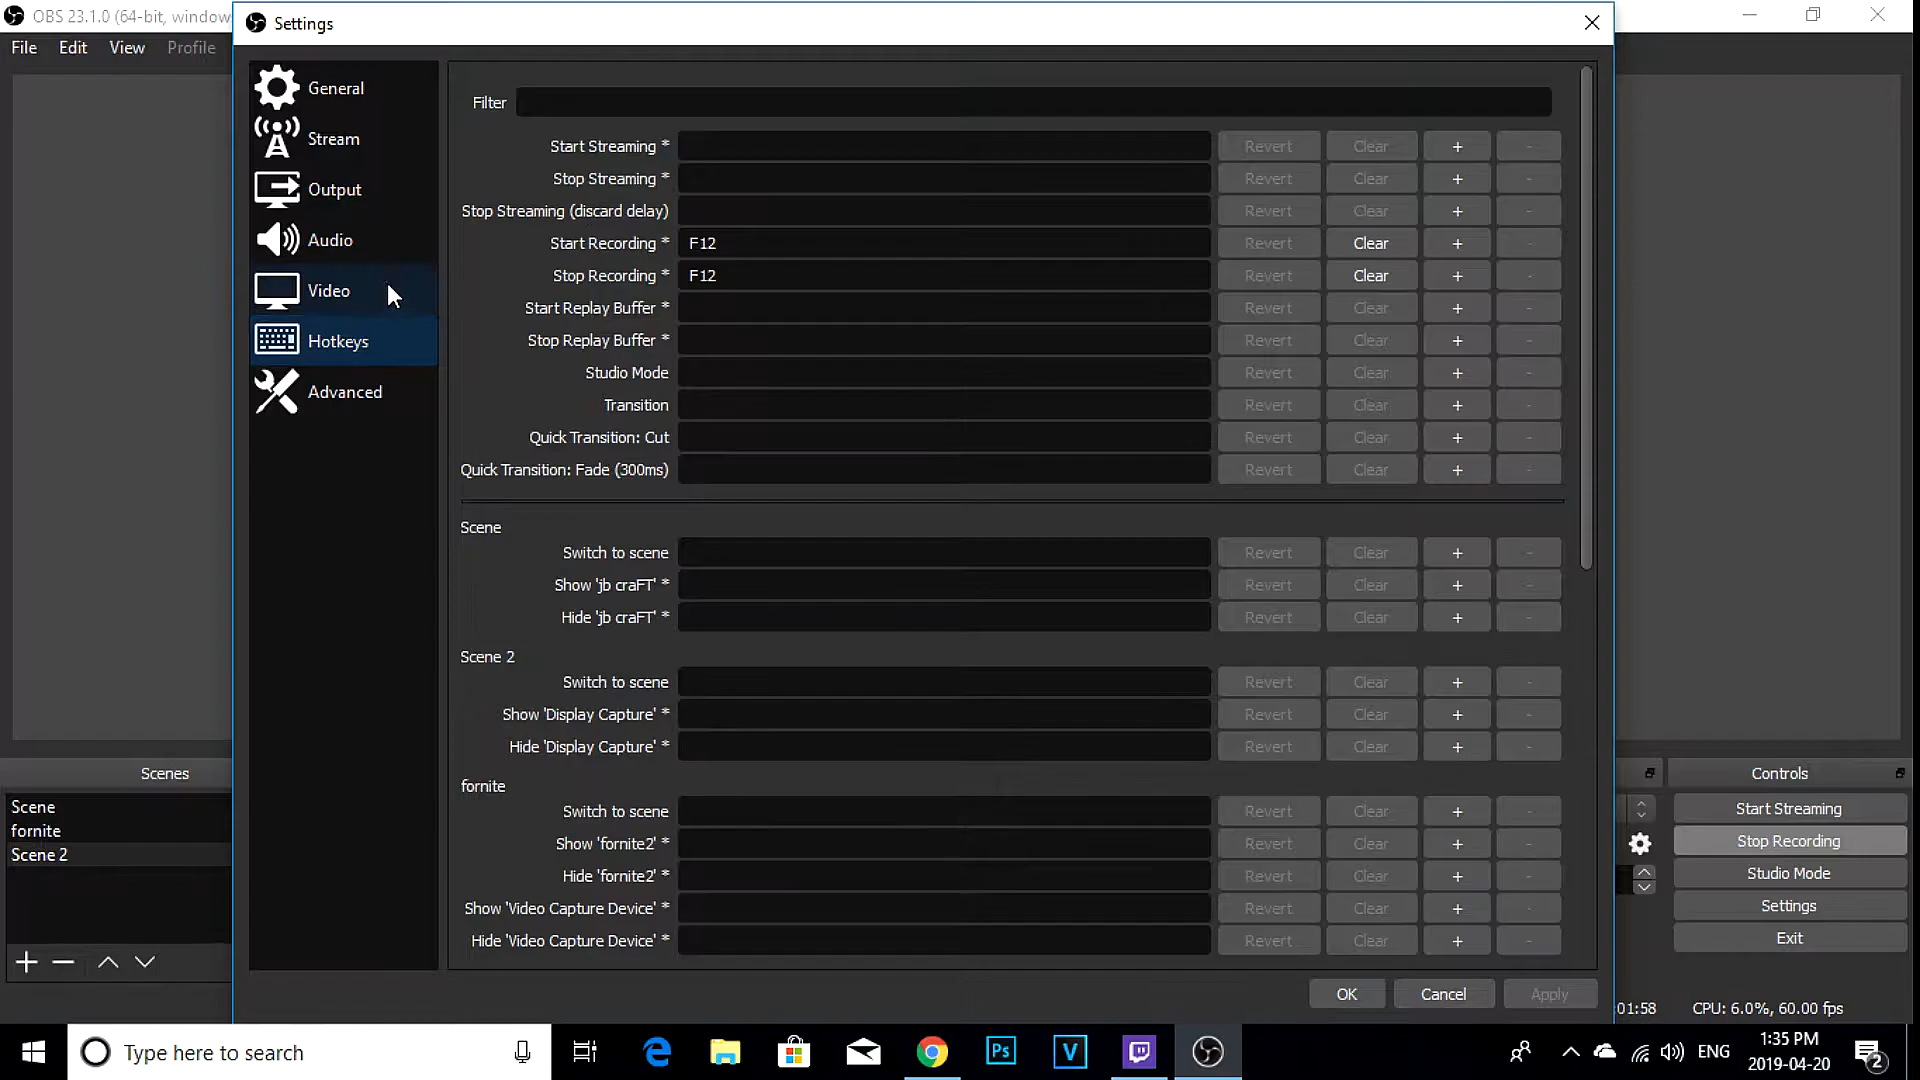 OBS 23.1.0 (64-bit, window
Settings
File Edit View Profile
General
Stream
Output
Audio
Video
Hotkeys
Advanced
Filter
Start Streaming * Revert Clear + -
Stop Streaming * Revert Clear + -
Stop Streaming (discard delay) Revert Clear + -
Start Recording * F12 Revert Clear + -
Stop Recording * F12 Revert Clear + -
Start Replay Buffer * Revert Clear + -
Stop Replay Buffer * Revert Clear + -
Studio Mode Revert Clear + -
Transition Revert Clear + -
Quick Transition: Cut Revert Clear + -
Quick Transition: Fade (300ms) Revert Clear + -
Scene
Switch to scene Revert Clear + -
Show 'jb craFT' * Revert Clear + -
Hide 'jb craFT' * Revert Clear + -
Scene 2
Switch to scene Revert Clear + -
Show 'Display Capture' * Revert Clear + -
Hide 'Display Capture' * Revert Clear + -
fornite
Switch to scene Revert Clear + -
Show 'fornite2' * Revert Clear + -
Hide 'fornite2' * Revert Clear + -
Show 'Video Capture Device' * Revert Clear + -
Hide 'Video Capture Device' * Revert Clear + -
OK Cancel Apply
Scenes
Scene
fornite
Scene 2
Controls
Start Streaming
Stop Recording
Studio Mode
Settings
Exit
:01:58 CPU: 6.0%, 60.00 fps
Type here to search
Ps
V
ENG
1:35 PM
2019-04-20
2